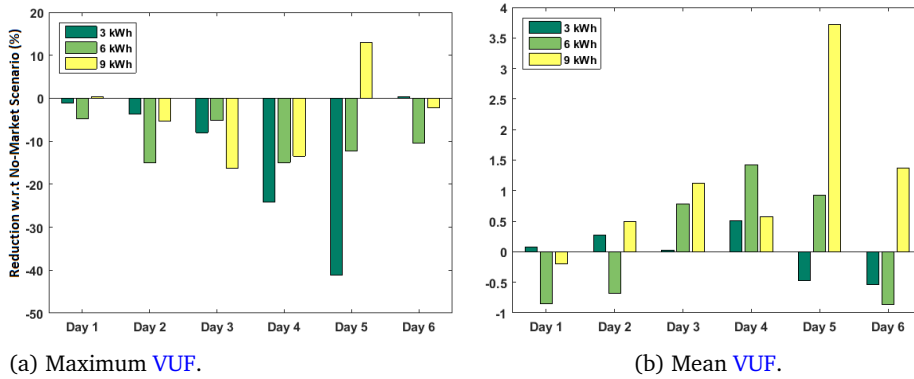 Reduction w.r.t No-Market Scenario (%)
20
10
0
-10
-20
-30
-40
-50
3 kWh
6 kWh
9 kWh
Day 1 Day 2 Day 3 Day 4 Day 5 Day 6
(a) Maximum VUF.
4
3.5
3
2.5
2
1.5
1
0.5
0
-0.5
-1
3 kWh
6 kWh
9 kWh
Day 1 Day 2 Day 3 Day 4 Day 5 Day 6
(b) Mean VUF.